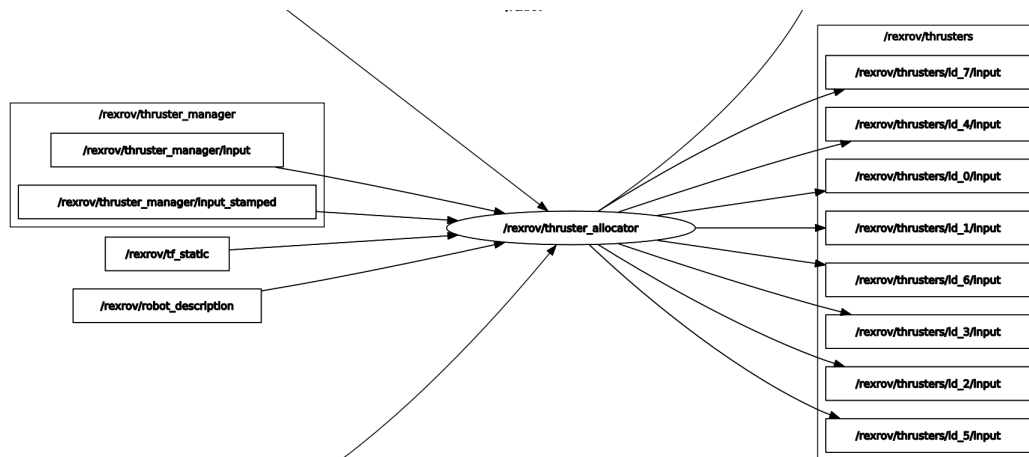 /rexrov/thrusters
/rexrov/thrusters/id_7/input
/rexrov/thruster_manager
/rexrov/thrusters/id_4/input
/rexrov/thruster_manager/input
/rexrov/thrusters/id_0/input
/rexrov/thruster_manager/input_stamped
/rexrov/thruster_allocator
/rexrov/thrusters/id_1/input
/rexrov/tf_static
/rexrov/thrusters/id_6/input
/rexrov/robot_description
/rexrov/thrusters/id_3/input
/rexrov/thrusters/id_2/input
/rexrov/thrusters/id_5/input